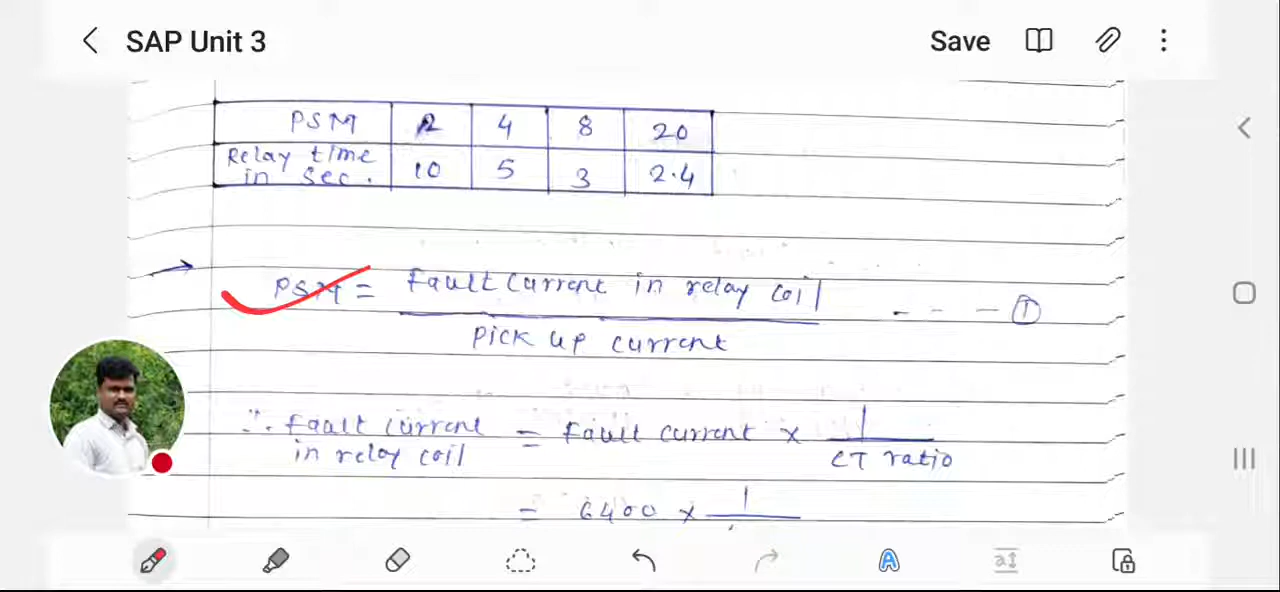 SAP Unit 3
Save
PSM 2 4 8 20
Relay time in sec. 10 5 3 2.4
PSM = Fault current in relay coil - - - ①
Pick up current
∴ Fault current in relay coil = Fault current × 1
CT ratio
= 6400 × 1